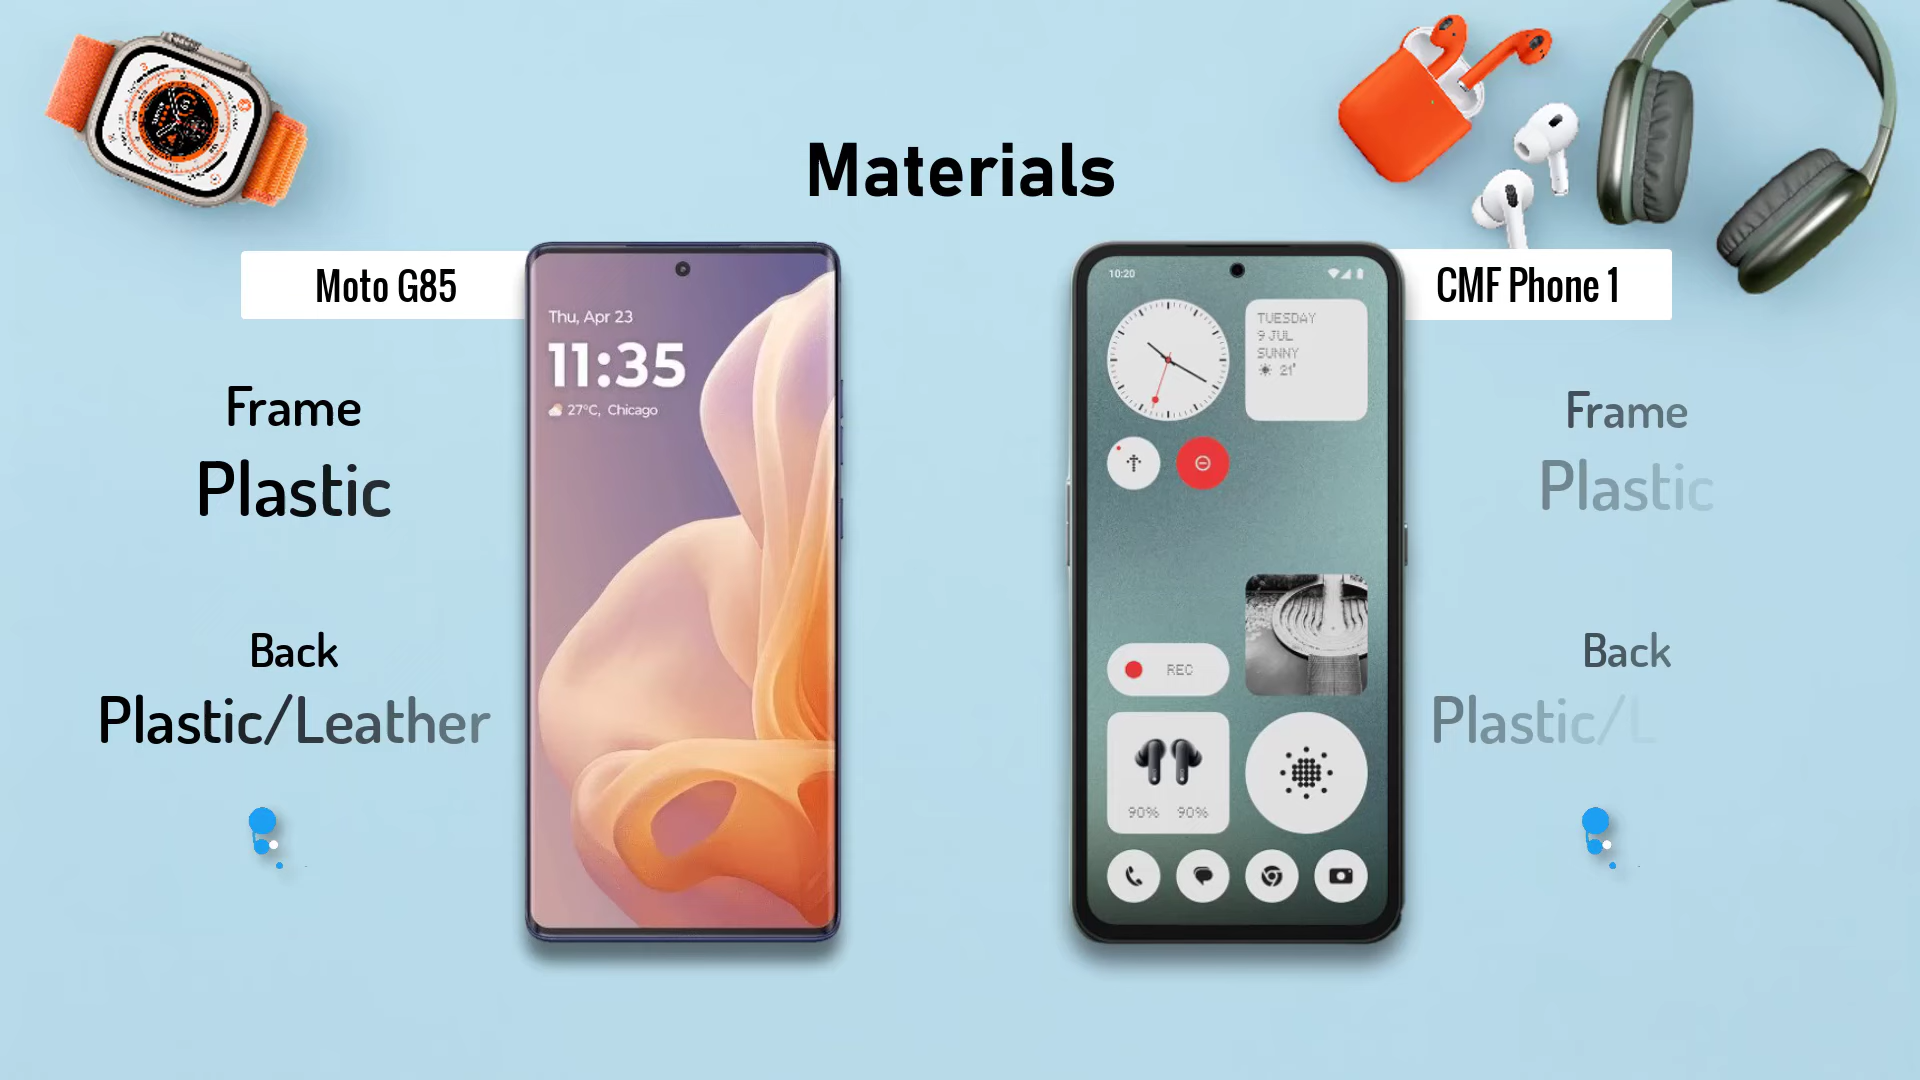 Materials
Moto G85
CMF Phone 1
Frame
Plastic
Back
Plastic/Leather
Thu, Apr 23
11:35
27°C, Chicago
10:20
TUESDAY
9 JUL
SUNNY
21°
REC
90% 90%
Frame
Plastic
Back
Plastic/L